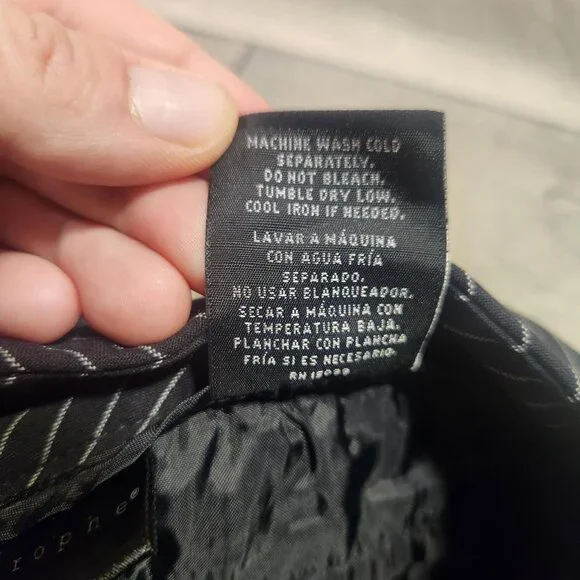 MACHINE WASH COLD
SEPARATELY.
DO NOT BLEACH.
TUMBLE DRY LOW.
COOL IRON IF NEEDED.
LAVAR A MÁQUINA
CON AGUA FRÍA
SEPARADO.
NO USAR BLANQUEADOR.
SECAR A MÁQUINA CON
TEMPERATURA BAJA.
PLANCHAR CON PLANCHA
FRÍA SI ES NECESARIO.
RN
rophe®